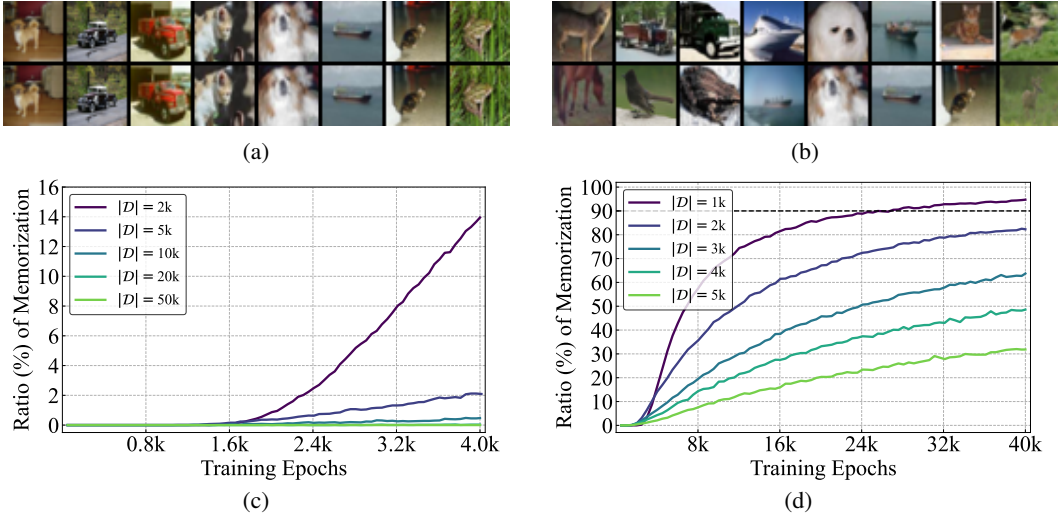 (a)
(b)
Ratio (%) of Memorization
16
14
12
10
8
6
4
2
0
|𝒟| = 2k
|𝒟| = 5k
|𝒟| = 10k
|𝒟| = 20k
|𝒟| = 50k
0.8k 1.6k 2.4k 3.2k 4.0k
Training Epochs
(c)
Ratio (%) of Memorization
100
90
80
70
60
50
40
30
20
10
0
|𝒟| = 1k
|𝒟| = 2k
|𝒟| = 3k
|𝒟| = 4k
|𝒟| = 5k
8k 16k 24k 32k 40k
Training Epochs
(d)